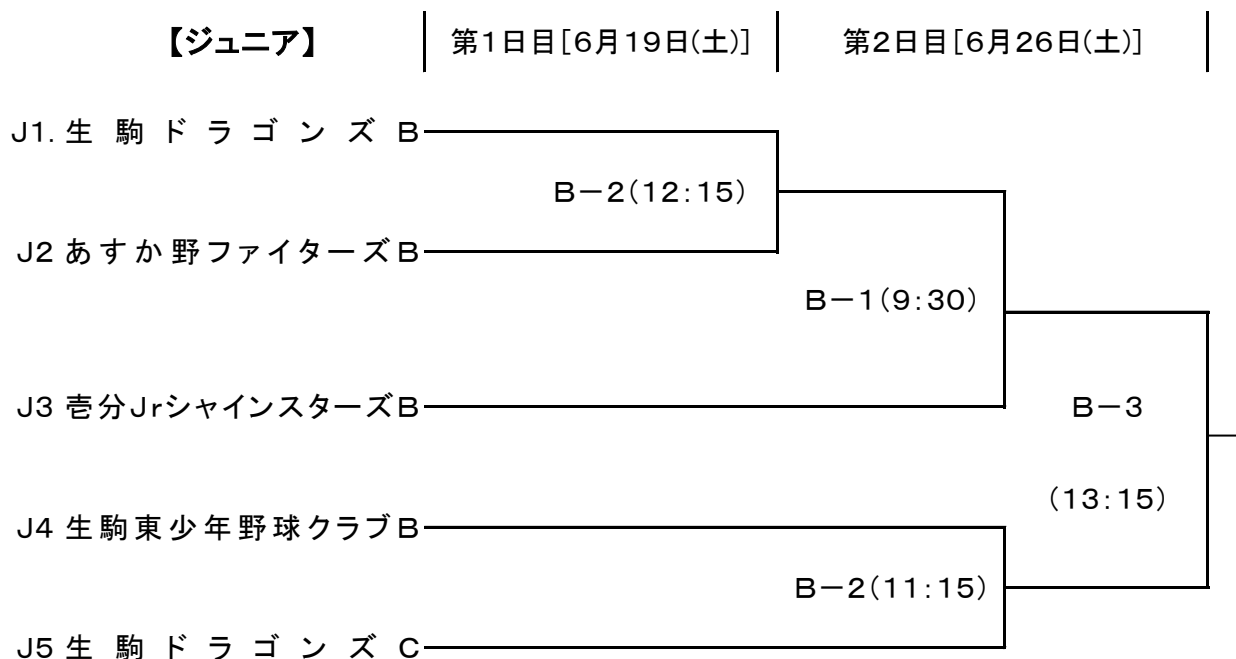 【ジュニア】 第1日目[6月19日(土)] 第2日目[6月26日(土)]
J1. 生駒ドラゴンズB
B－2(12:15)
J2 あすか野ファイターズB
B－1(9:30)
J3 壱分JrシャインスターズB
B－3
(13:15)
J4 生駒東少年野球クラブB
B－2(11:15)
J5 生駒ドラゴンズC